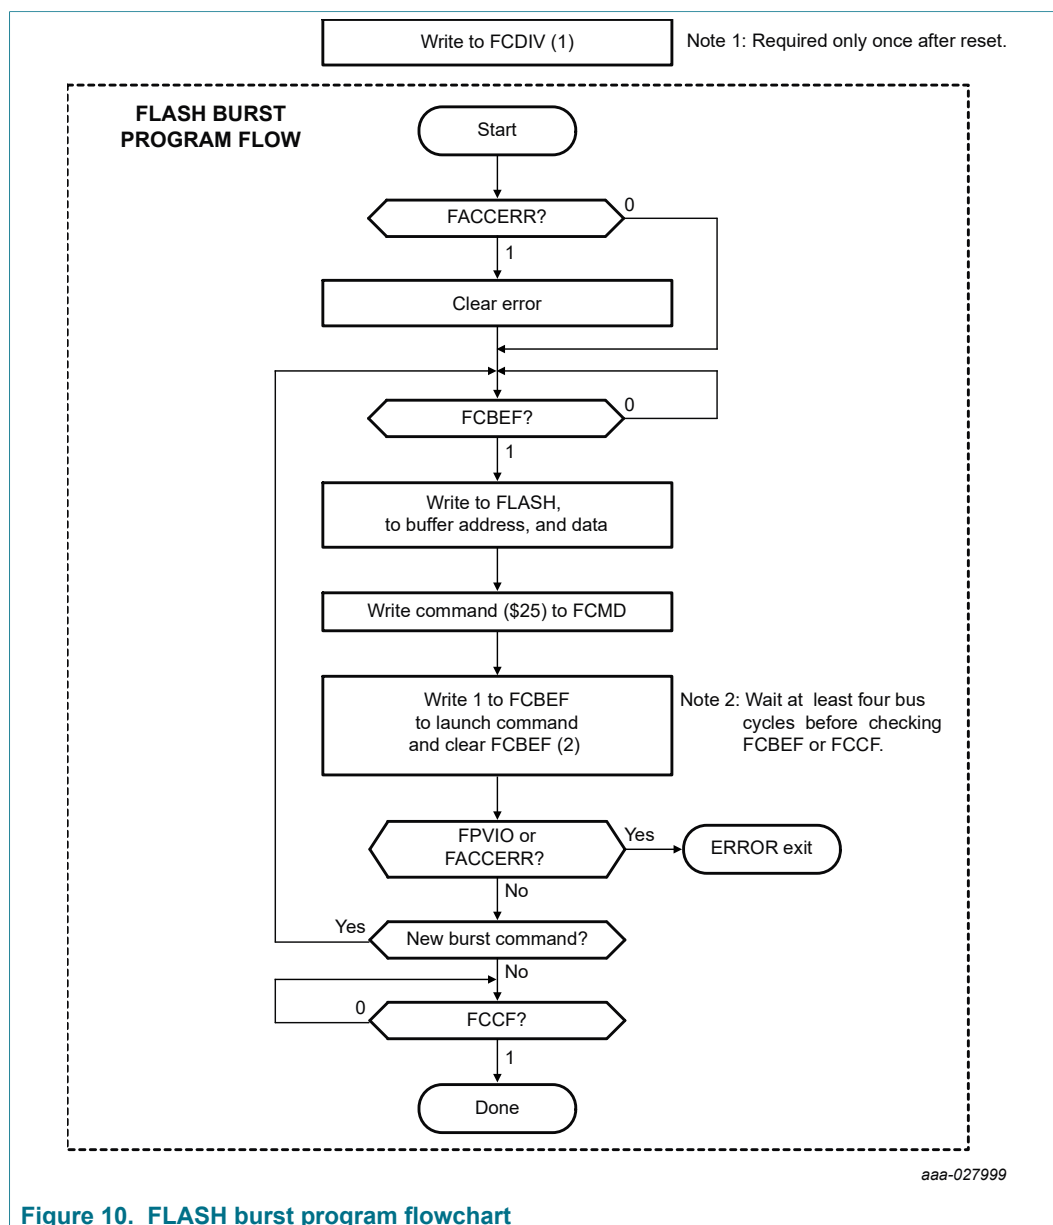 Write to FCDIV (1)
Note 1: Required only once after reset.
FLASH BURST
PROGRAM FLOW
Start
FACCERR?
0
1
Clear error
FCBEF?
0
1
Write to FLASH,
to buffer address, and data
Write command ($25) to FCMD
Write 1 to FCBEF
to launch command
and clear FCBEF (2)
Note 2: Wait at least four bus
cycles before checking
FCBEF or FCCF.
FPVIO or
FACCERR?
Yes
ERROR exit
No
Yes
New burst command?
No
0
FCCF?
1
Done
aaa-027999
Figure 10. FLASH burst program flowchart